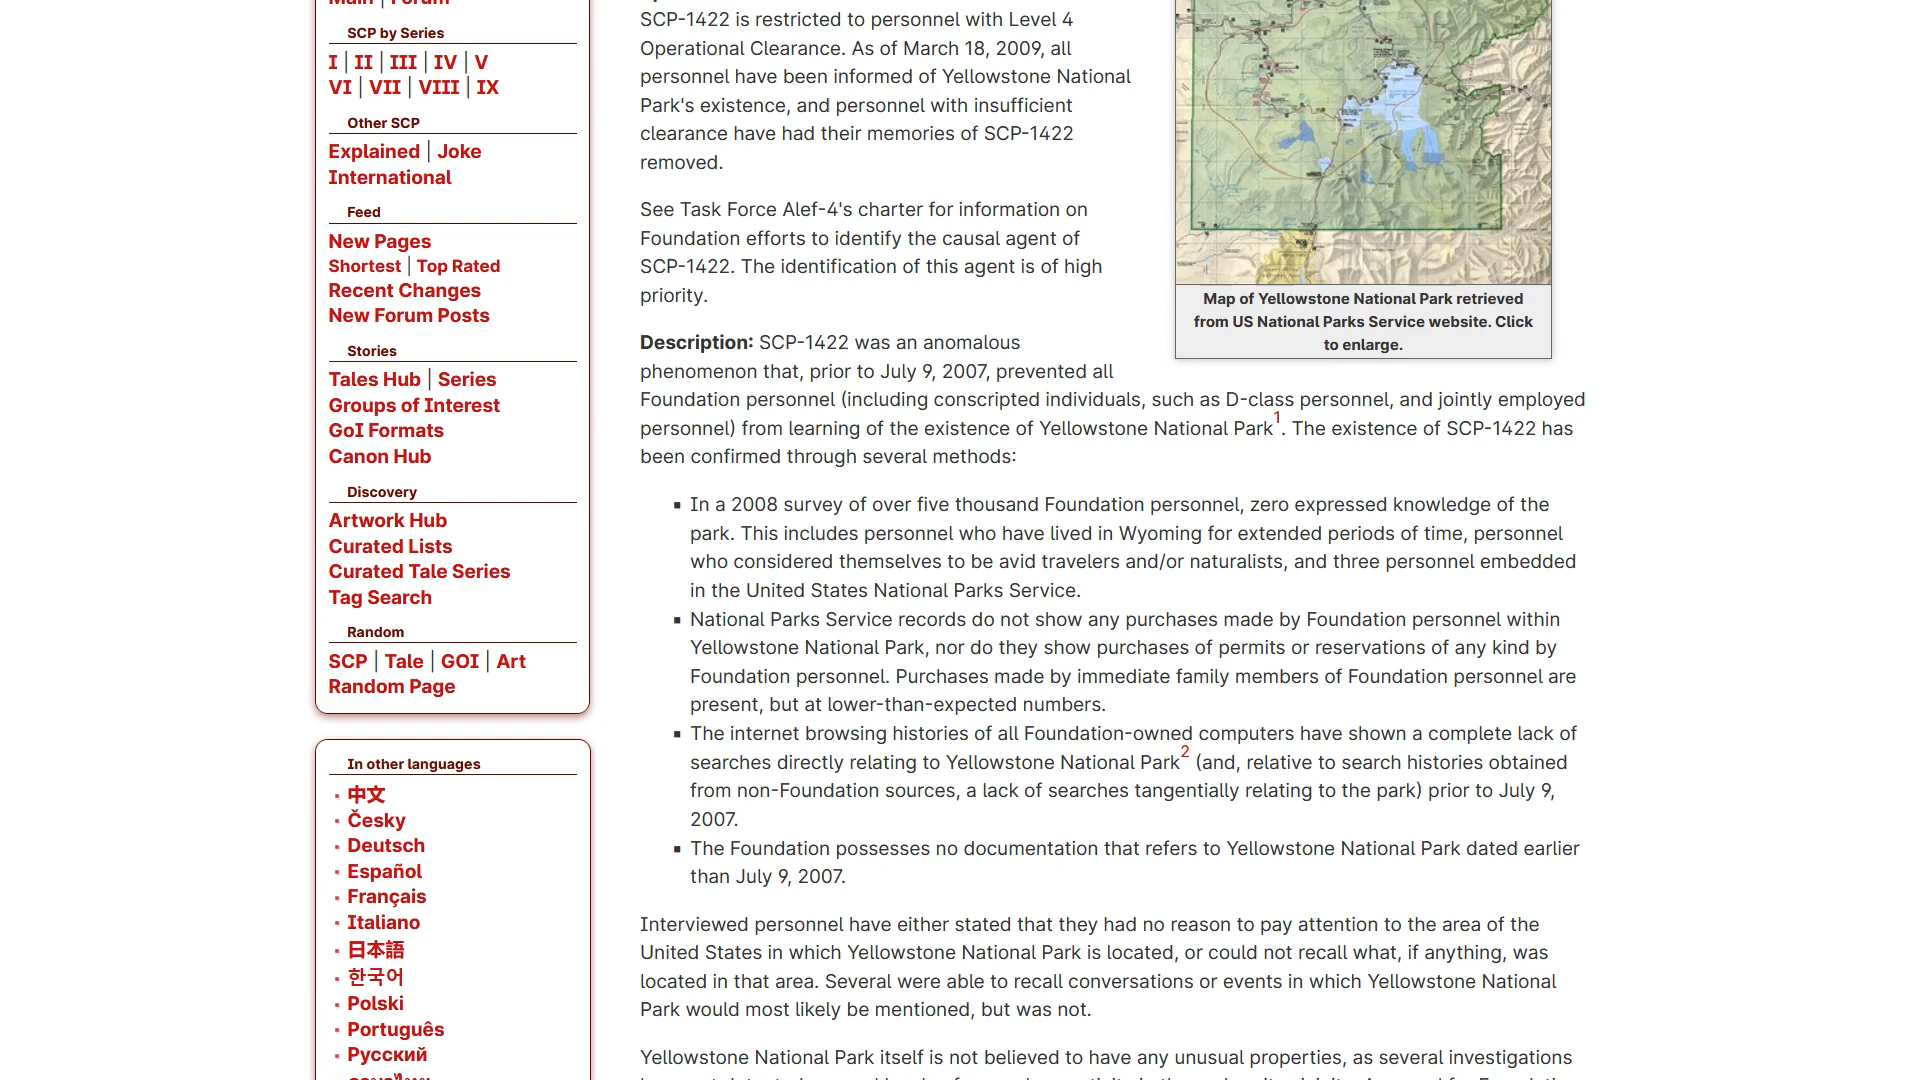 Main | Forum
SCP by Series
I | II | III | IV | V
VI | VII | VIII | IX
Other SCP
Explained | Joke
International
Feed
New Pages
Shortest | Top Rated
Recent Changes
New Forum Posts
Stories
Tales Hub | Series
Groups of Interest
GoI Formats
Canon Hub
Discovery
Artwork Hub
Curated Lists
Curated Tale Series
Tag Search
Random
SCP | Tale | GOI | Art
Random Page
In other languages
中文
Česky
Deutsch
Español
Français
Italiano
日本語
한국어
Polski
Português
Русский
SCP-1422 is restricted to personnel with Level 4
Operational Clearance. As of March 18, 2009, all
personnel have been informed of Yellowstone National
Park's existence, and personnel with insufficient
clearance have had their memories of SCP-1422
removed.
See Task Force Alef-4's charter for information on
Foundation efforts to identify the causal agent of
SCP-1422. The identification of this agent is of high
priority.
Map of Yellowstone National Park retrieved
from US National Parks Service website. Click
to enlarge.
Description: SCP-1422 was an anomalous
phenomenon that, prior to July 9, 2007, prevented all
Foundation personnel (including conscripted individuals, such as D-class personnel, and jointly employed
personnel) from learning of the existence of Yellowstone National Park1. The existence of SCP-1422 has
been confirmed through several methods:
In a 2008 survey of over five thousand Foundation personnel, zero expressed knowledge of the
park. This includes personnel who have lived in Wyoming for extended periods of time, personnel
who considered themselves to be avid travelers and/or naturalists, and three personnel embedded
in the United States National Parks Service.
National Parks Service records do not show any purchases made by Foundation personnel within
Yellowstone National Park, nor do they show purchases of permits or reservations of any kind by
Foundation personnel. Purchases made by immediate family members of Foundation personnel are
present, but at lower-than-expected numbers.
The internet browsing histories of all Foundation-owned computers have shown a complete lack of
searches directly relating to Yellowstone National Park2 (and, relative to search histories obtained
from non-Foundation sources, a lack of searches tangentially relating to the park) prior to July 9,
2007.
The Foundation possesses no documentation that refers to Yellowstone National Park dated earlier
than July 9, 2007.
Interviewed personnel have either stated that they had no reason to pay attention to the area of the
United States in which Yellowstone National Park is located, or could not recall what, if anything, was
located in that area. Several were able to recall conversations or events in which Yellowstone National
Park would most likely be mentioned, but was not.
Yellowstone National Park itself is not believed to have any unusual properties, as several investigations